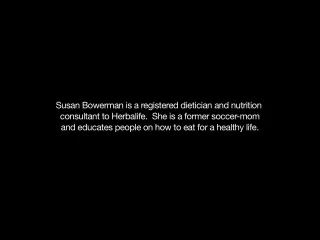 Susan Bowerman is a registered dietician and nutrition
consultant to Herbalife. She is a former soccer-mom
and educates people on how to eat for a healthy life.